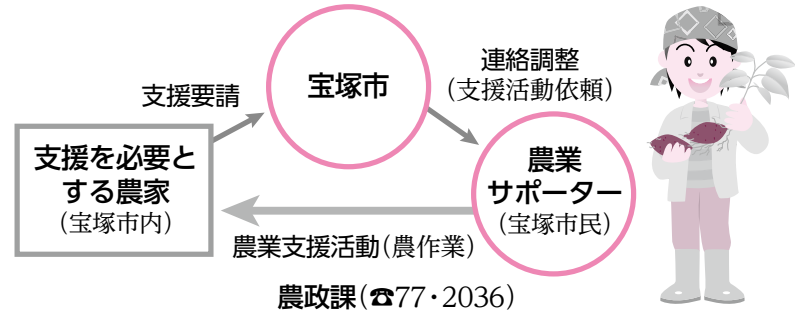 宝塚市
支援要請
連絡調整
(支援活動依頼)
支援を必要と
する農家
(宝塚市内)
農業
サポーター
(宝塚市民)
農業支援活動(農作業)
農政課(☎77・2036)